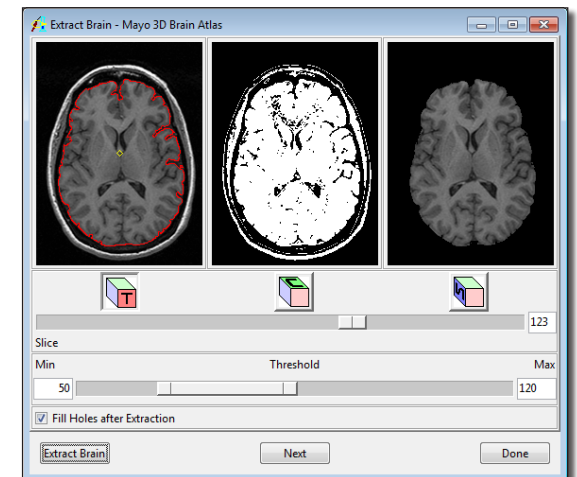 Extract Brain - Mayo 3D Brain Atlas
T
C
S
123
Slice
Min Threshold Max
50 120
Fill Holes after Extraction
Extract Brain Next Done